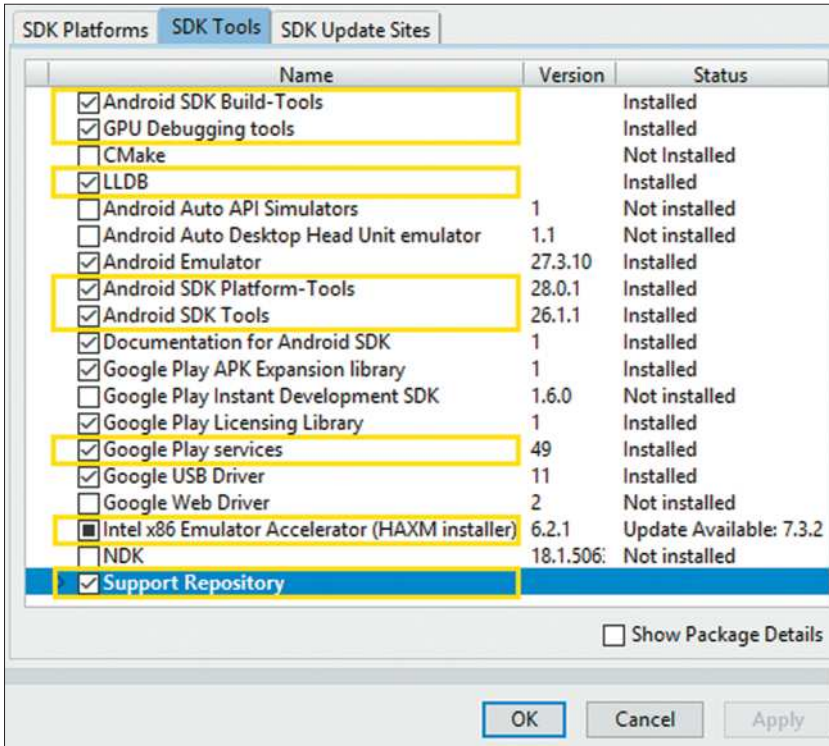 SDK Platforms SDK Tools SDK Update Sites
Name Version Status
Android SDK Build-Tools Installed
GPU Debugging tools Installed
CMake Not Installed
LLDB Installed
Android Auto API Simulators 1 Not installed
Android Auto Desktop Head Unit emulator 1.1 Not installed
Android Emulator 27.3.10 Installed
Android SDK Platform-Tools 28.0.1 Installed
Android SDK Tools 26.1.1 Installed
Documentation for Android SDK 1 Installed
Google Play APK Expansion library 1 Installed
Google Play Instant Development SDK 1.6.0 Not installed
Google Play Licensing Library 1 Installed
Google Play services 49 Installed
Google USB Driver 11 Installed
Google Web Driver 2 Not installed
Intel x86 Emulator Accelerator (HAXM installer) 6.2.1 Update Available: 7.3.2
NDK 18.1.506 Not installed
Support Repository
Show Package Details
OK Cancel Apply